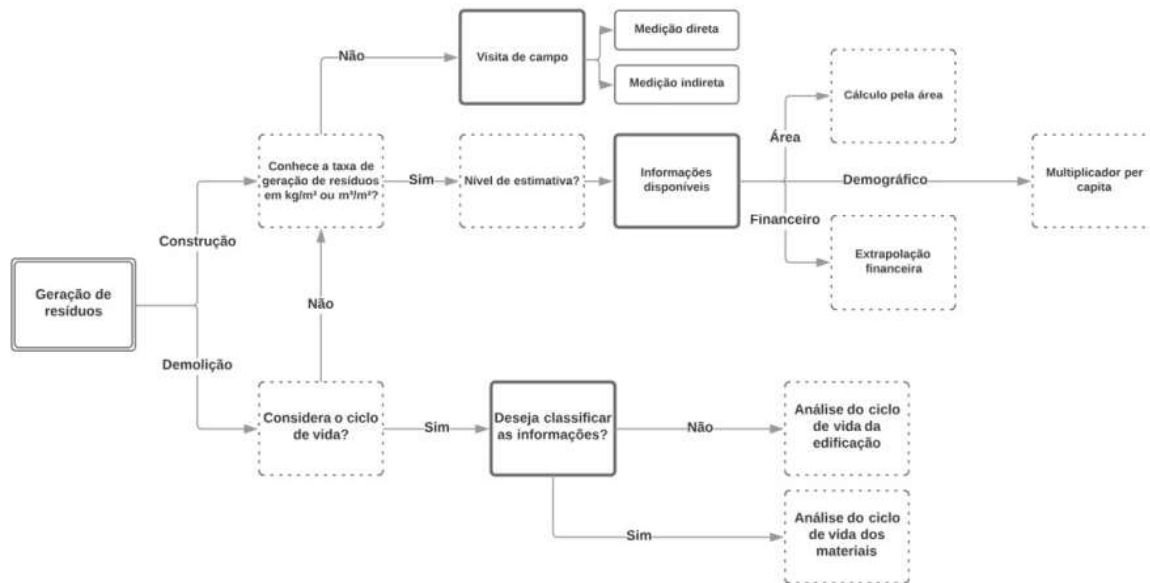 Não
Visita de campo
Medição direta
Medição indireta
Cálculo pela área
Conhece a taxa de
geração de resíduos
em kg/m² ou m³/m²?
Sim
Nível de estimativa?
Informações
disponíveis
Área
Demográfico
Financeiro
Multiplicador per
capita
Extrapolação
financeira
Construção
Geração de
resíduos
Demolição
Não
Considera o ciclo
de vida?
Sim
Deseja classificar
as informações?
Não
Análise do ciclo
de vida da
edificação
Sim
Análise do ciclo
de vida dos
materiais